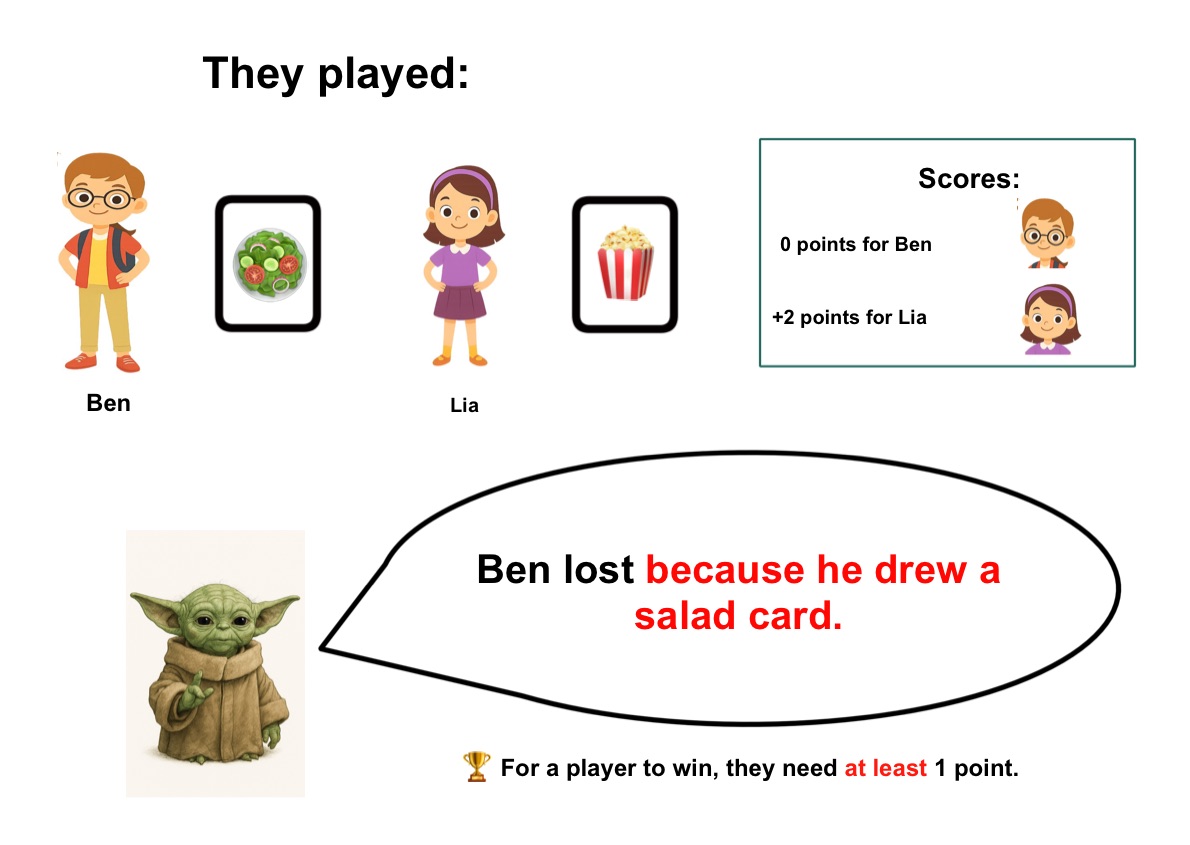 They played:
Scores:
0 points for Ben
+2 points for Lia
Ben
Lia
Ben lost because he drew a
salad card.
🏆 For a player to win, they need at least 1 point.